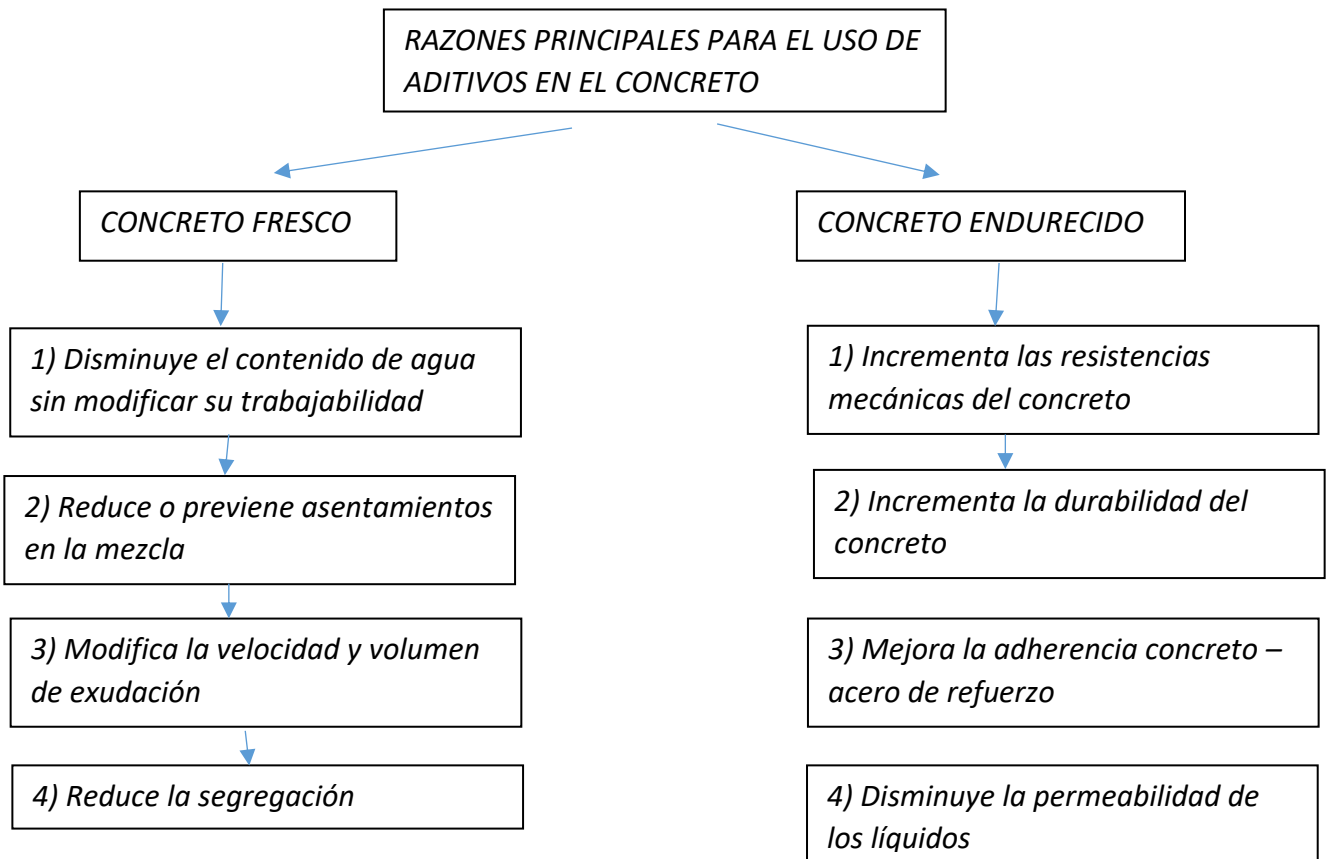 RAZONES PRINCIPALES PARA EL USO DE
ADITIVOS EN EL CONCRETO
CONCRETO FRESCO
1) Disminuye el contenido de agua
sin modificar su trabajabilidad
2) Reduce o previene asentamientos
en la mezcla
3) Modifica la velocidad y volumen
de exudación
4) Reduce la segregación
CONCRETO ENDURECIDO
1) Incrementa las resistencias
mecánicas del concreto
2) Incrementa la durabilidad del
concreto
3) Mejora la adherencia concreto –
acero de refuerzo
4) Disminuye la permeabilidad de
los líquidos